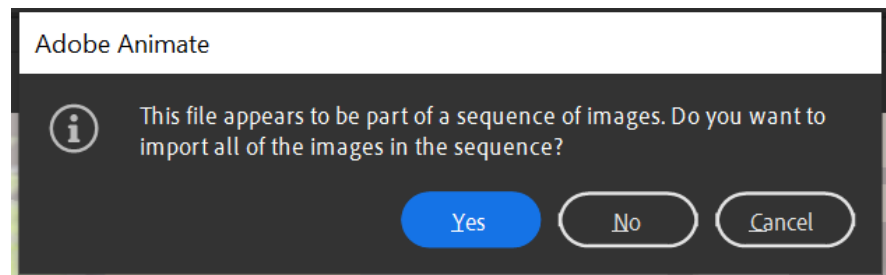 Adobe Animate
This file appears to be part of a sequence of images. Do you want to
import all of the images in the sequence?
Yes No Cancel